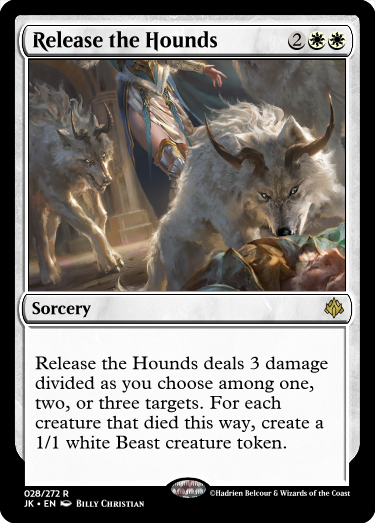 Release the Hounds 2
Sorcery
Release the Hounds deals 3 damage
divided as you choose among one,
two, or three targets. For each
creature that died this way, create a
1/1 white Beast creature token.
028/272 R
JK • EN Billy Christian
©Hadrien Belcour & Wizards of the Coast